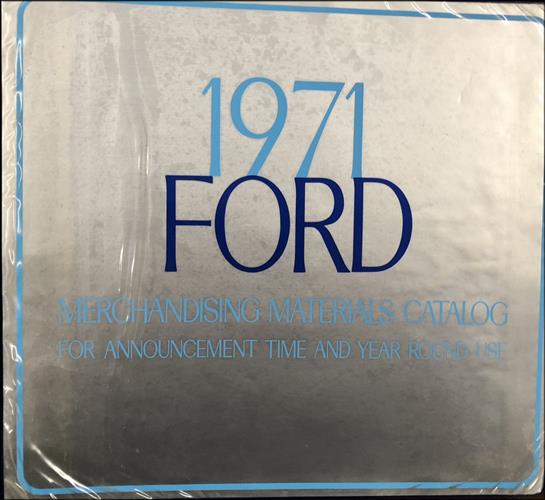 1971
FORD
MERCHANDISING MATERIALS CATALOG
FOR ANNOUNCEMENT TIME AND YEAR ROUND USE